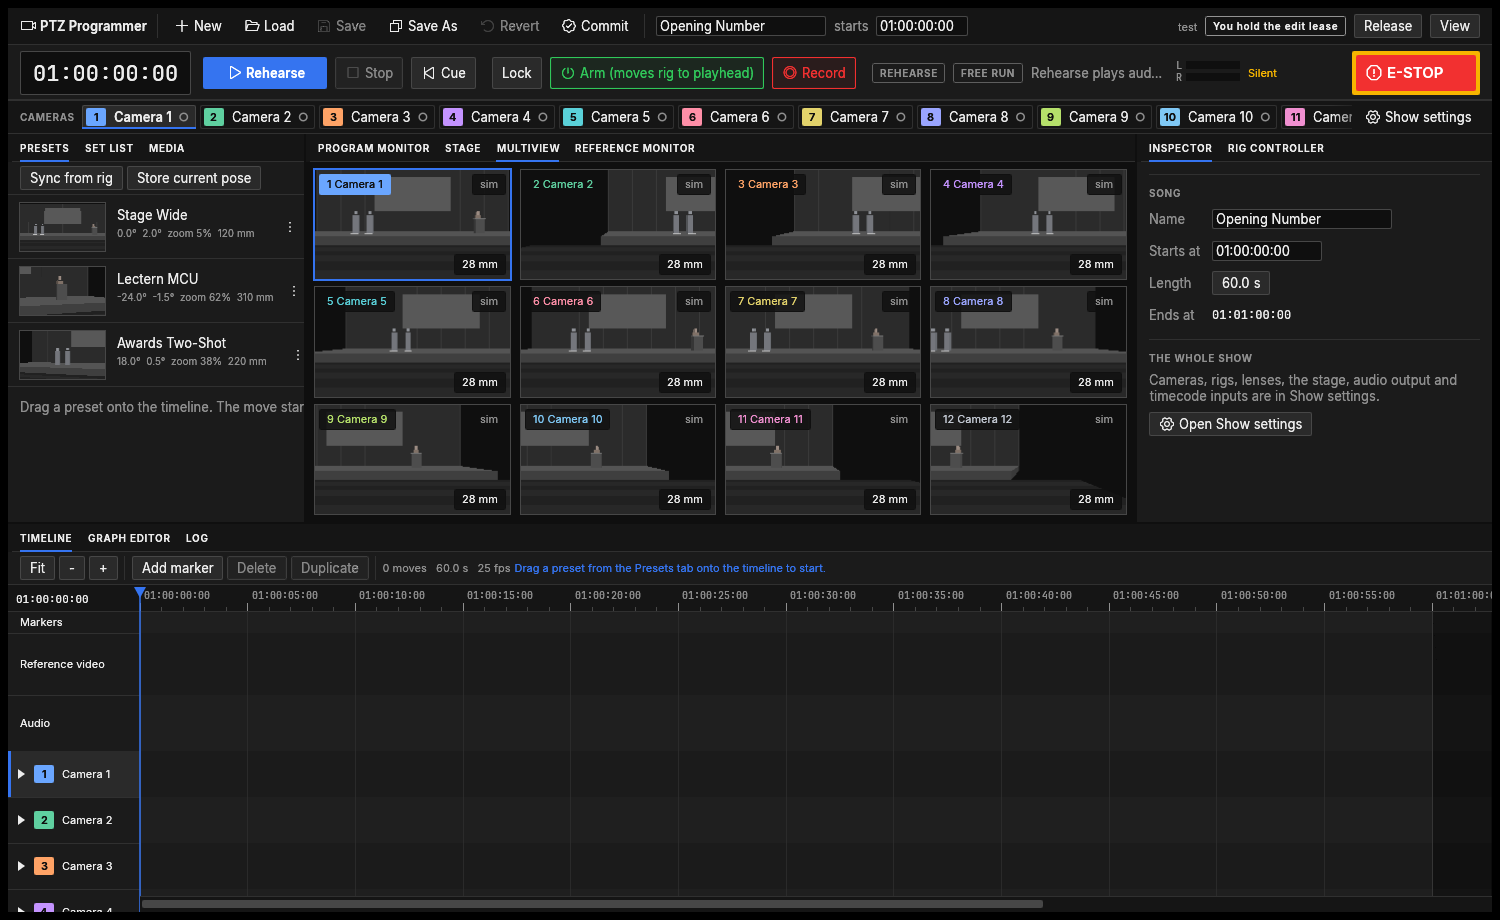 PTZ Programmer New Load Save Save As Revert Commit Opening Number starts 01:00:00:00 test You hold the edit lease Release View
01:00:00:00 Rehearse Stop Cue Lock Arm (moves rig to playhead) Record REHEARSE FREE RUN Rehearse plays aud... L R Silent E-STOP
CAMERAS 1 Camera 1 2 Camera 2 3 Camera 3 4 Camera 4 5 Camera 5 6 Camera 6 7 Camera 7 8 Camera 8 9 Camera 9 10 Camera 10 11 Camer Show settings
PRESETS SET LIST MEDIA
Sync from rig Store current pose
Stage Wide
0.0° 2.0° zoom 5% 120 mm
Lectern MCU
-24.0° -1.5° zoom 62% 310 mm
Awards Two-Shot
18.0° 0.5° zoom 38% 220 mm
Drag a preset onto the timeline. The move star
PROGRAM MONITOR STAGE MULTIVIEW REFERENCE MONITOR
1 Camera 1 sim 2 Camera 2 sim 3 Camera 3 sim 4 Camera 4 sim
28 mm 28 mm 28 mm 28 mm
5 Camera 5 sim 6 Camera 6 sim 7 Camera 7 sim 8 Camera 8 sim
28 mm 28 mm 28 mm 28 mm
9 Camera 9 sim 10 Camera 10 sim 11 Camera 11 sim 12 Camera 12 sim
28 mm 28 mm 28 mm 28 mm
INSPECTOR RIG CONTROLLER
SONG
Name Opening Number
Starts at 01:00:00:00
Length 60.0 s
Ends at 01:01:00:00
THE WHOLE SHOW
Cameras, rigs, lenses, the stage, audio output and
timecode inputs are in Show settings.
Open Show settings
TIMELINE GRAPH EDITOR LOG
Fit - + Add marker Delete Duplicate 0 moves 60.0 s 25 fps Drag a preset from the Presets tab onto the timeline to start.
01:00:00:00 01:00:00:00 01:00:05:00 01:00:10:00 01:00:15:00 01:00:20:00 01:00:25:00 01:00:30:00 01:00:35:00 01:00:40:00 01:00:45:00 01:00:50:00 01:00:55:00 01:01:00:0
Markers
Reference video
Audio
1 Camera 1
2 Camera 2
3 Camera 3
4 Camera 4